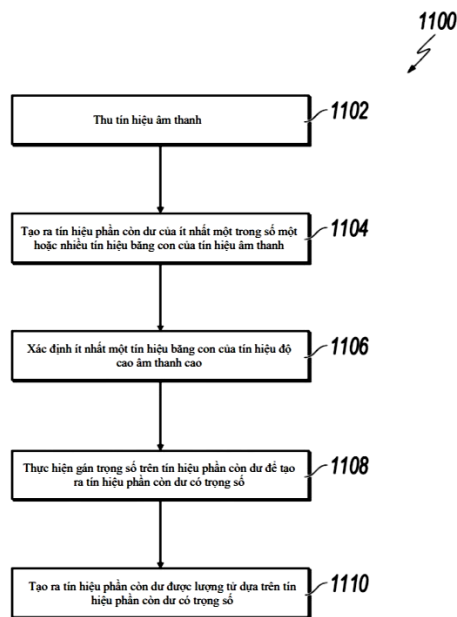 1100
Thu tín hiệu âm thanh
1102
Tạo ra tín hiệu phần còn dư của ít nhất một trong số một
hoặc nhiều tín hiệu băng con của tín hiệu âm thanh
1104
Xác định ít nhất một tín hiệu băng con của tín hiệu độ
cao âm thanh cao
1106
Thực hiện gán trọng số trên tín hiệu phần còn dư để tạo
ra tín hiệu phần còn dư có trọng số
1108
Tạo ra tín hiệu phần còn dư được lượng tử dựa trên tín
hiệu phần còn dư có trọng số
1110